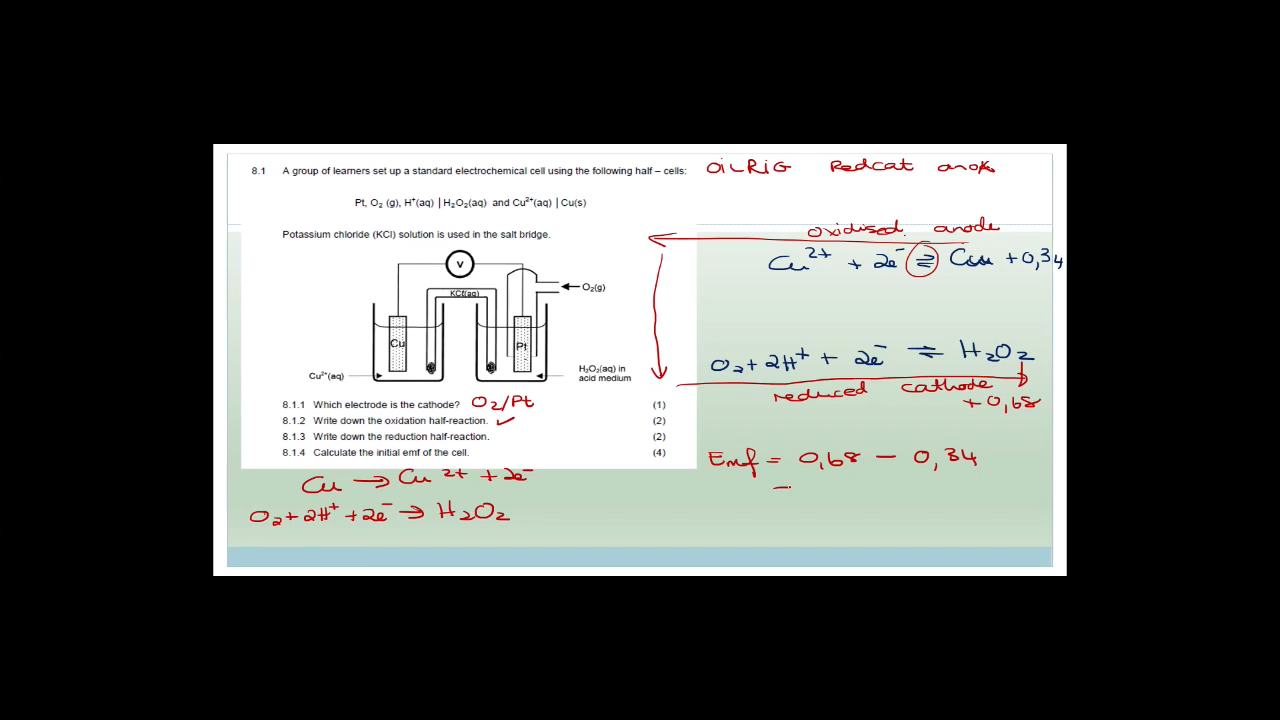 8.1 A group of learners set up a standard electrochemical cell using the following half – cells:
OiLRiG Redcat anox
Pt, O₂ (g), H⁺(aq) | H₂O₂(aq) and Cu²⁺(aq) | Cu(s)
Potassium chloride (KCl) solution is used in the salt bridge.
oxidised anode
Cu²⁺ + 2e⁻ ⇌ Cu +0,34
V
KCℓ(aq)
O₂(g)
Cu
Pt
Cu²⁺(aq)
H₂O₂(aq) in
acid medium
O₂ + 2H⁺ + 2e⁻ ⇌ H₂O₂
reduced cathode
+0,68
8.1.1 Which electrode is the cathode? O₂/Pt (1)
8.1.2 Write down the oxidation half-reaction. ✓ (2)
8.1.3 Write down the reduction half-reaction. (2)
8.1.4 Calculate the initial emf of the cell. (4)
Emf = 0,68 – 0,34
=
Cu → Cu²⁺ + 2e⁻
O₂ + 2H⁺ + 2e⁻ → H₂O₂